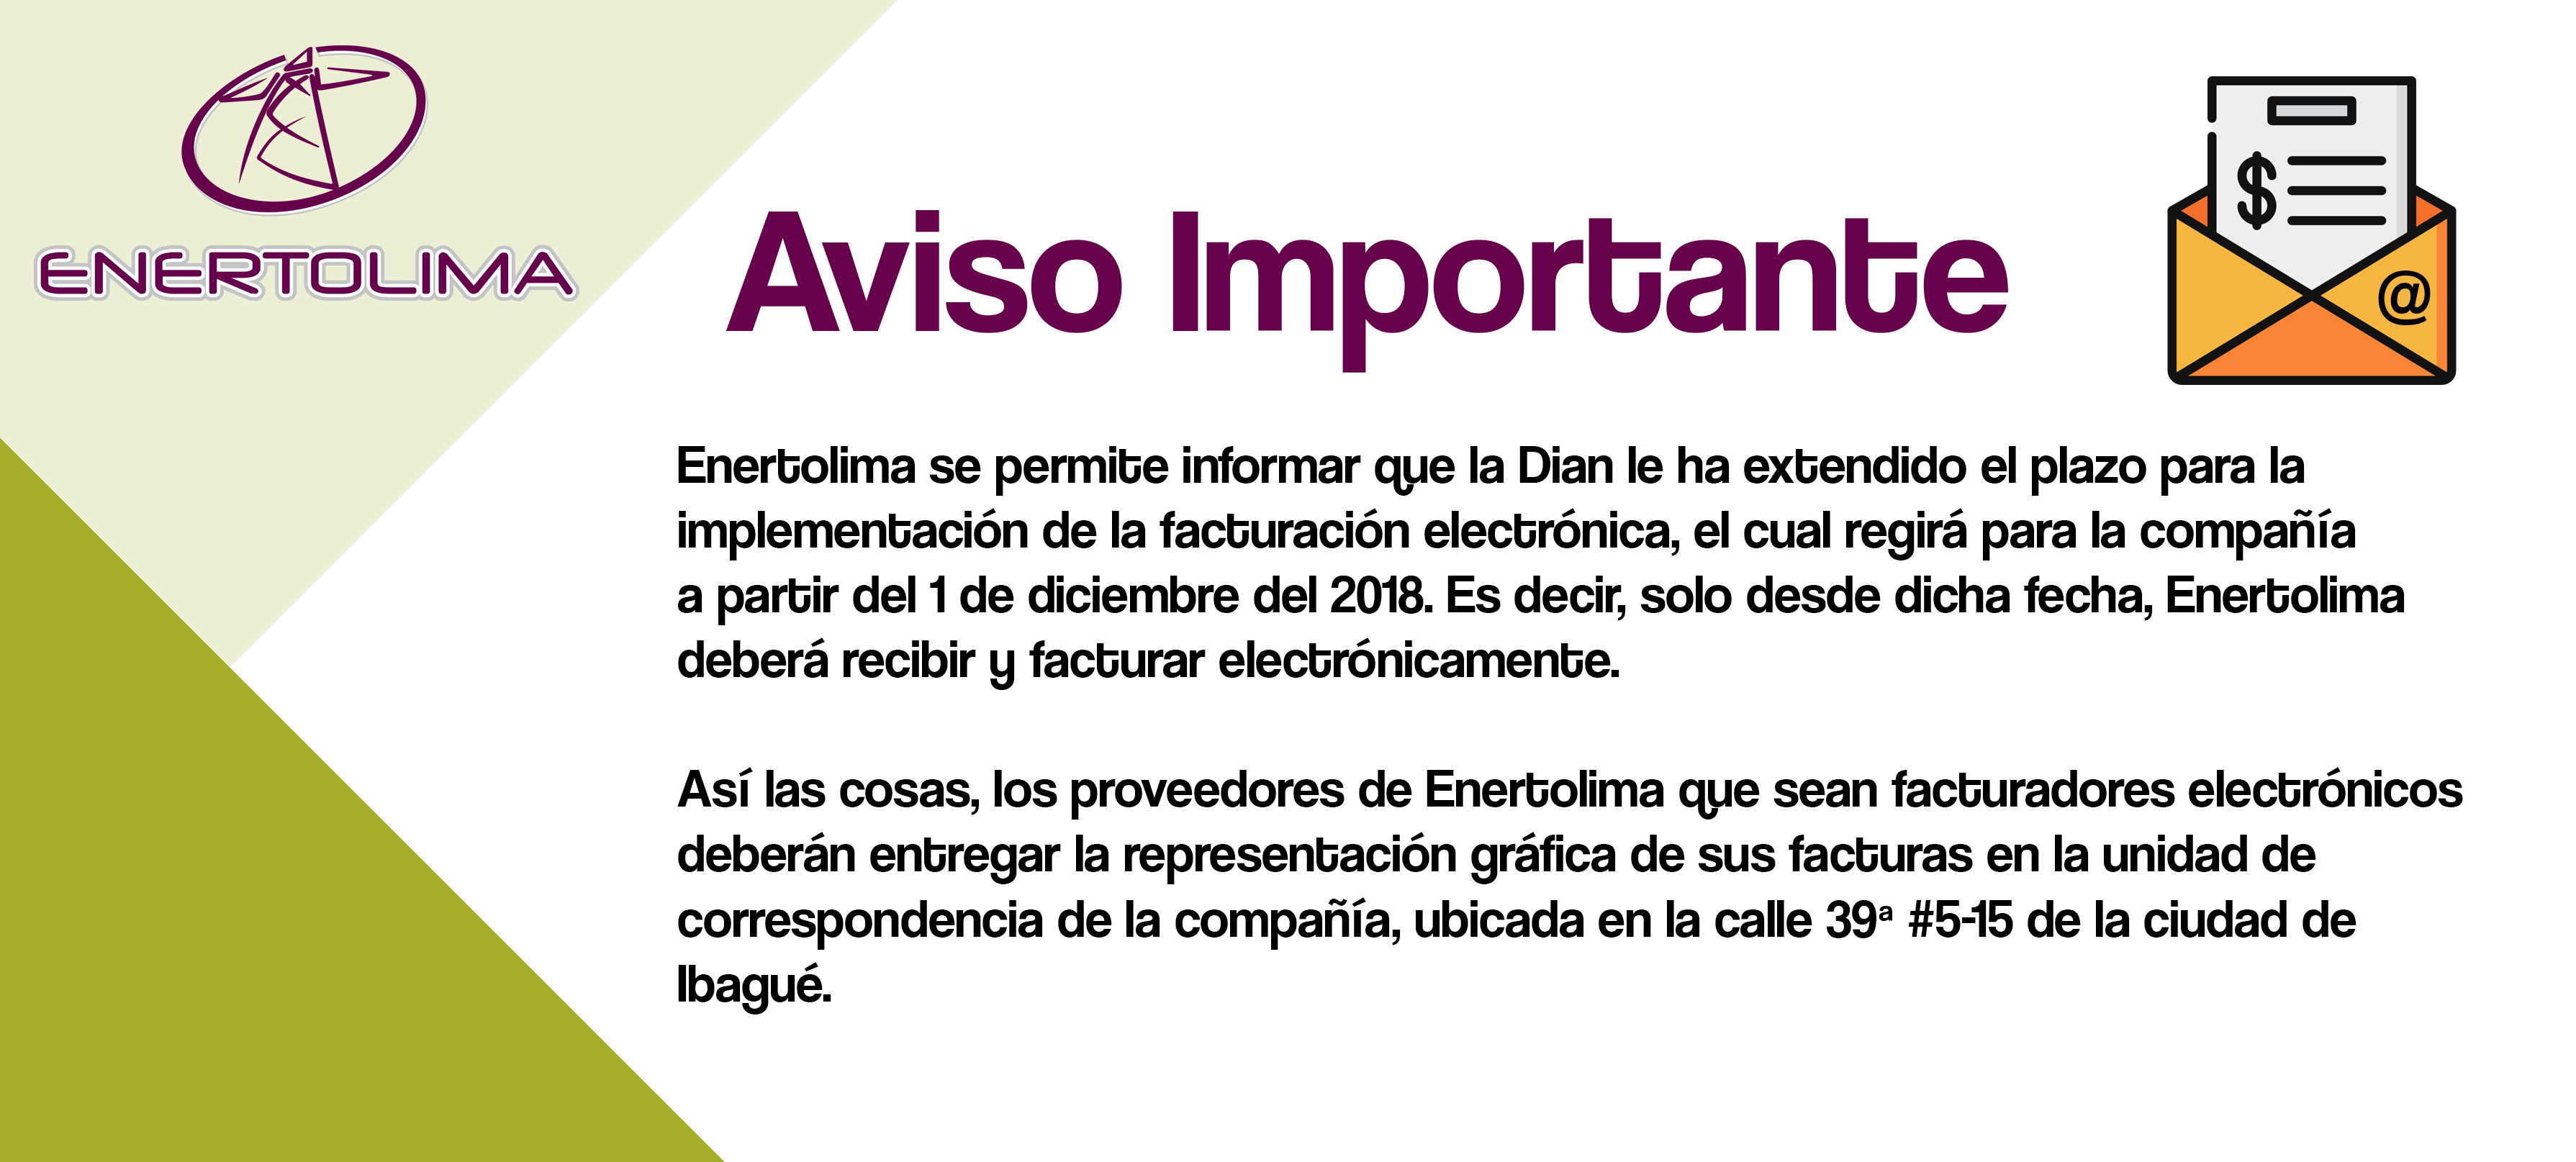 ENERTOLIMA
Aviso Importante
$
@
Enertolima se permite informar que la Dian le ha extendido el plazo para la
implementación de la facturación electrónica, el cual regirá para la compañía
a partir del 1 de diciembre del 2018. Es decir, solo desde dicha fecha, Enertolima
deberá recibir y facturar electrónicamente.
Así las cosas, los proveedores de Enertolima que sean facturadores electrónicos
deberán entregar la representación gráfica de sus facturas en la unidad de
correspondencia de la compañía, ubicada en la calle 39ª #5-15 de la ciudad de
Ibagué.